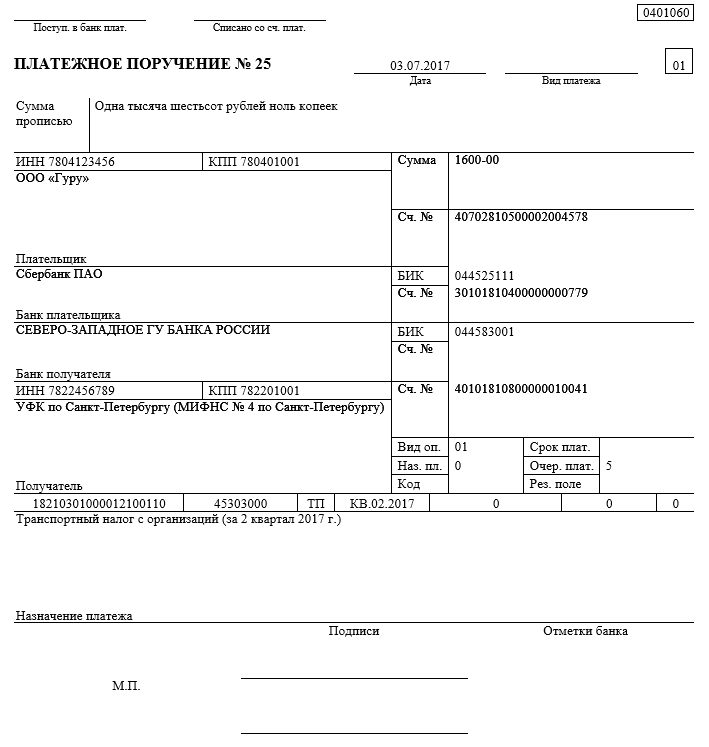 0401060
Поступ. в банк плат. Списано со сч. плат.
ПЛАТЕЖНОЕ ПОРУЧЕНИЕ № 25 03.07.2017 01
Дата Вид платежа
Сумма прописью Одна тысяча шестьсот рублей ноль копеек
ИНН 7804123456 КПП 780401001 Сумма 1600-00
ООО «Гуру»
Сч. № 40702810500002004578
Плательщик
Сбербанк ПАО БИК 044525111
Сч. № 30101810400000000779
Банк плательщика
СЕВЕРО-ЗАПАДНОЕ ГУ БАНКА РОССИИ БИК 044583001
Сч. №
Банк получателя
ИНН 7822456789 КПП 782201001 Сч. № 40101810800000010041
УФК по Санкт-Петербургу (МИФНС № 4 по Санкт-Петербургу)
Вид оп. 01 Срок плат.
Наз. пл. 0 Очер. плат. 5
Получатель Код Рез. поле
18210301000012100110 45303000 ТП КВ.02.2017 0 0 0
Транспортный налог с организаций (за 2 квартал 2017 г.)
Назначение платежа
Подписи Отметки банка
М.П.